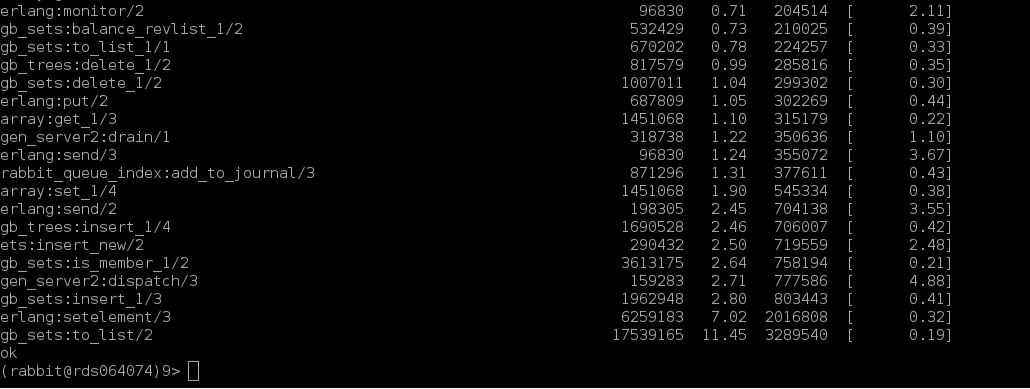 erlang:monitor/2 96830 0.71 204514 [ 2.11]
gb_sets:balance_revlist_1/2 532429 0.73 210025 [ 0.39]
gb_sets:to_list_1/1 670202 0.78 224257 [ 0.33]
gb_trees:delete_1/2 817579 0.99 285816 [ 0.35]
gb_sets:delete_1/2 1007011 1.04 299302 [ 0.30]
erlang:put/2 687809 1.05 302269 [ 0.44]
array:get_1/3 1451068 1.10 315179 [ 0.22]
gen_server2:drain/1 318738 1.22 350636 [ 1.10]
erlang:send/3 96830 1.24 355072 [ 3.67]
rabbit_queue_index:add_to_journal/3 871296 1.31 377611 [ 0.43]
array:set_1/4 1451068 1.90 545334 [ 0.38]
erlang:send/2 198305 2.45 704138 [ 3.55]
gb_trees:insert_1/4 1690528 2.46 706007 [ 0.42]
ets:insert_new/2 290432 2.50 719559 [ 2.48]
gb_sets:is_member_1/2 3613175 2.64 758194 [ 0.21]
gen_server2:dispatch/3 159283 2.71 777586 [ 4.88]
gb_sets:insert_1/3 1962948 2.80 803443 [ 0.41]
erlang:setelement/3 6259183 7.02 2016808 [ 0.32]
gb_sets:to_list/2 17539165 11.45 3289540 [ 0.19]
ok
(rabbit@rds064074)9>